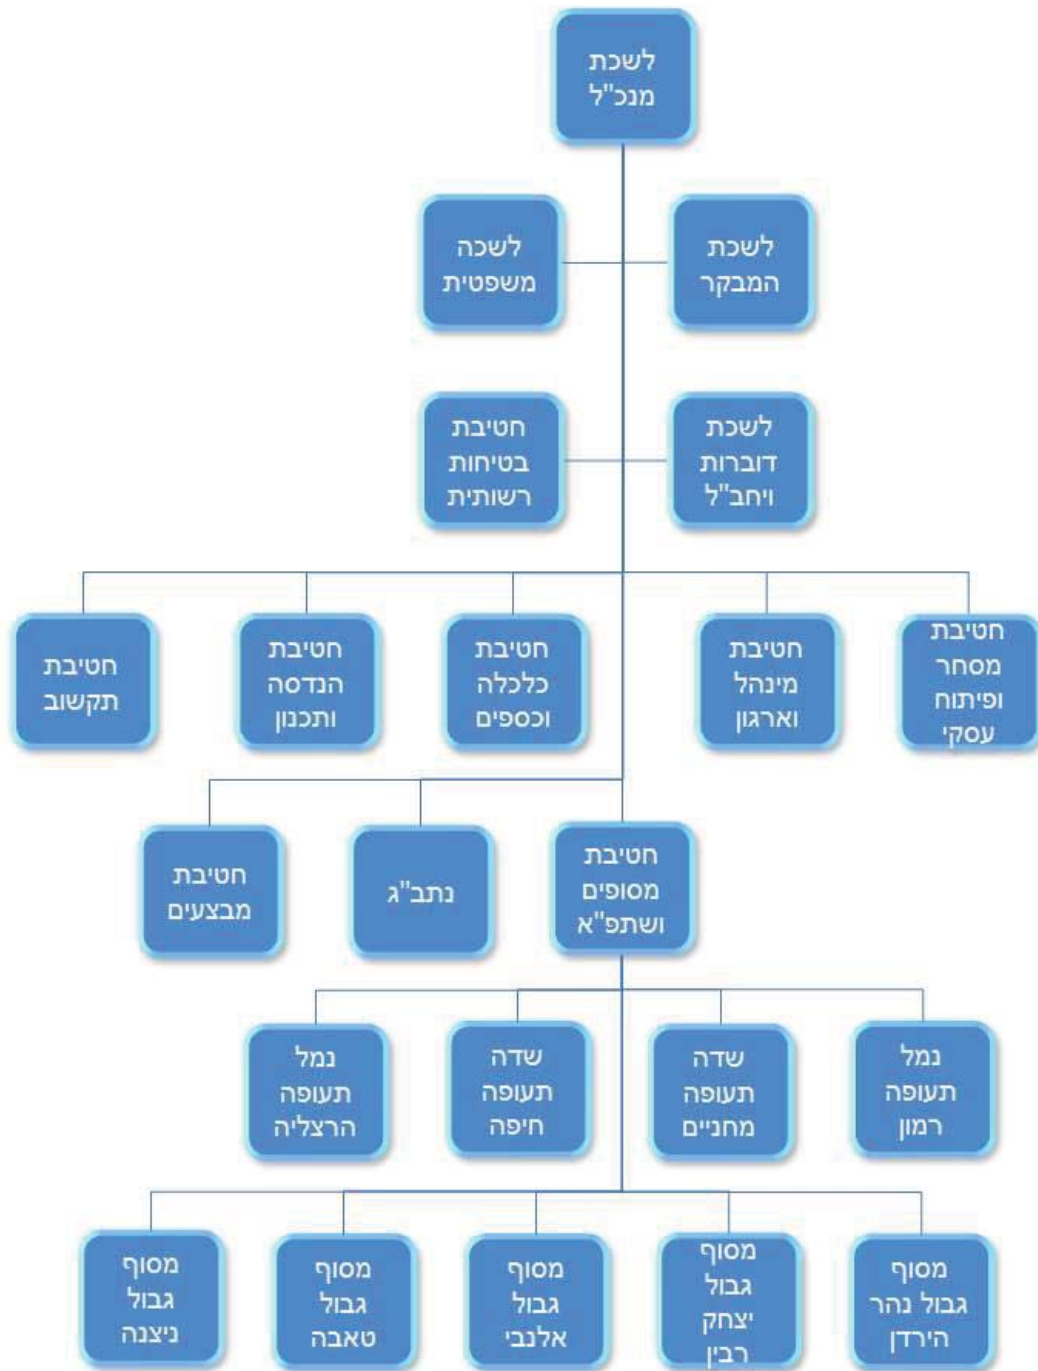 לשכת
מנכ"ל
לשכת
המבקר
לשכה
משפטית
לשכת
דוברות
ויחב"ל
חטיבת
בטיחות
רשותית
חטיבת
מסחר
ופיתוח
עסקי
חטיבת
מינהל
וארגון
חטיבת
כלכלה
וכספים
חטיבת
הנדסה
ותכנון
חטיבת
תקשוב
חטיבת
מסופים
ושתפ"א
נתב"ג
חטיבת
מבצעים
נמל
תעופה
רמון
שדה
תעופה
מחניים
שדה
תעופה
חיפה
נמל
תעופה
הרצליה
מסוף
גבול נהר
הירדן
מסוף
גבול
יצחק
רבין
מסוף
גבול
אלנבי
מסוף
גבול
טאבה
מסוף
גבול
ניצנה